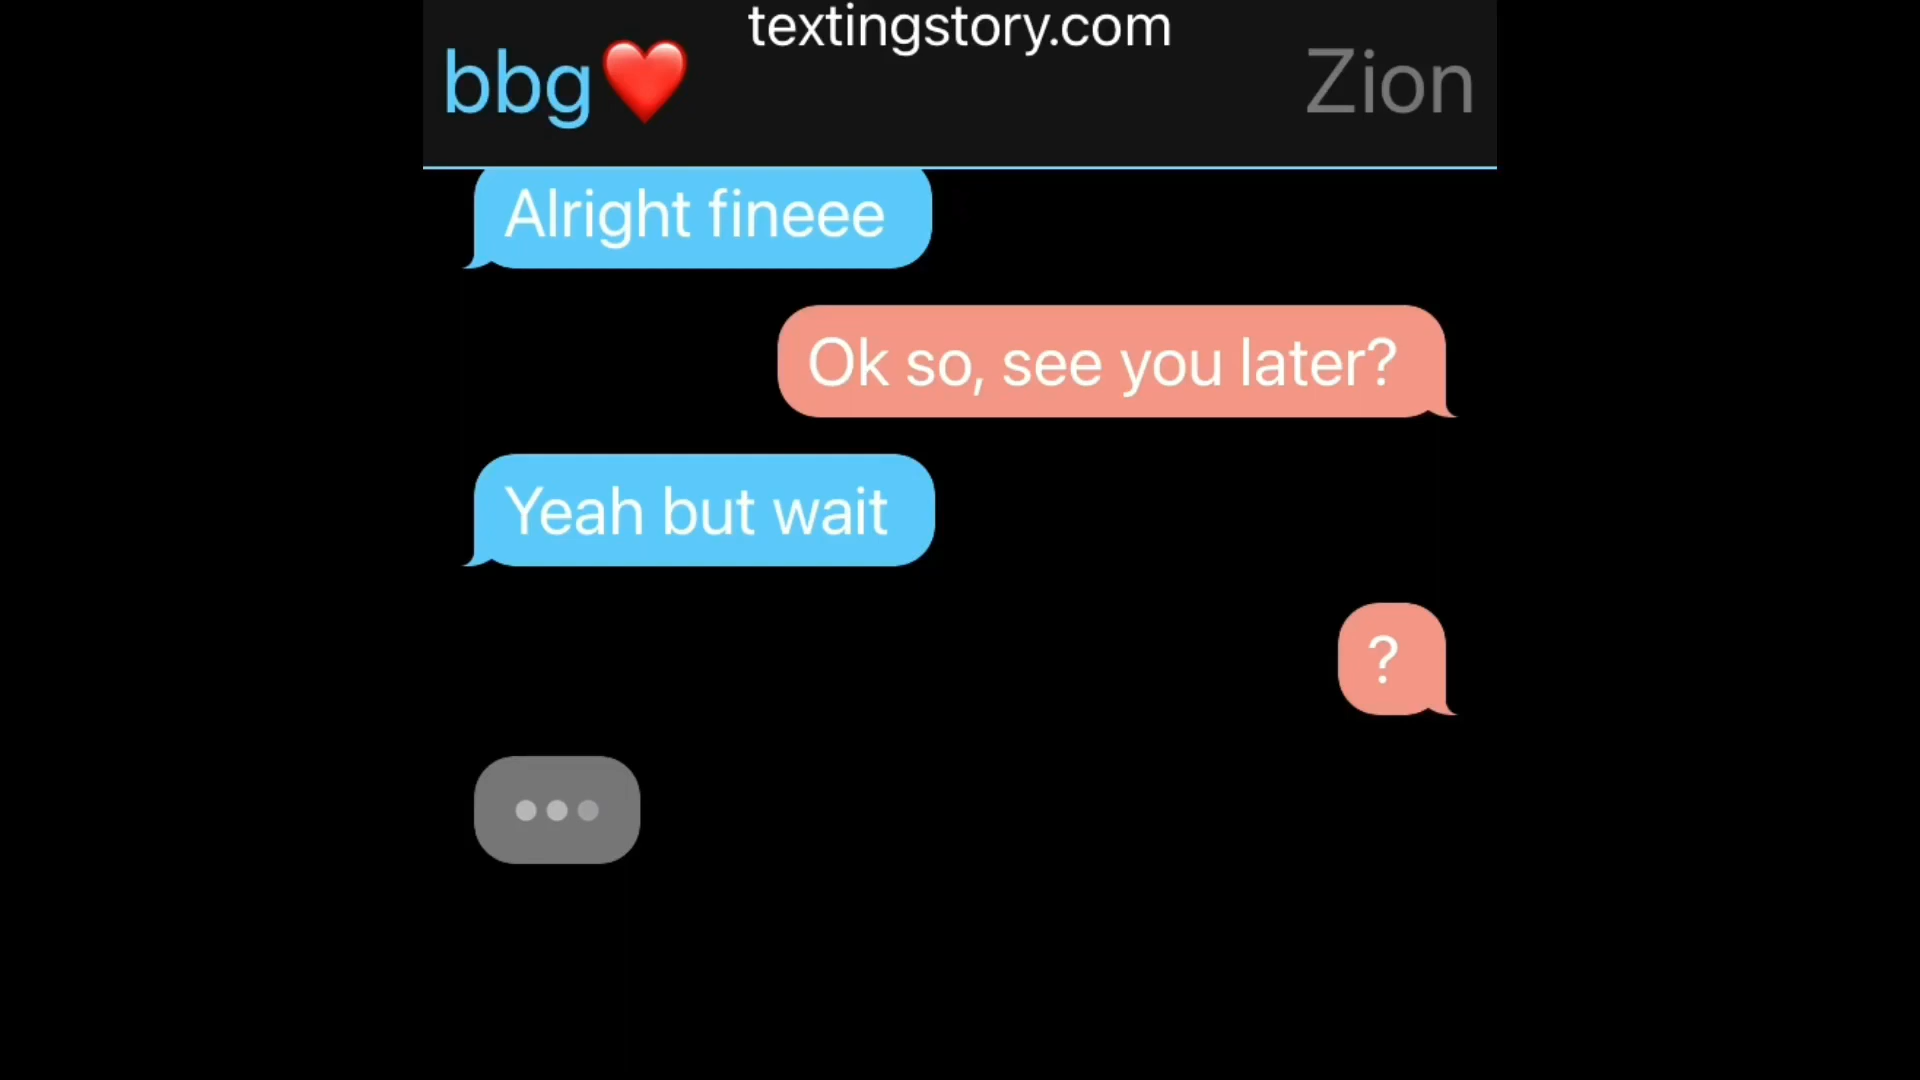 textingstory.com
bbg❤️ Zion
Alright fineee
Ok so, see you later?
Yeah but wait
?